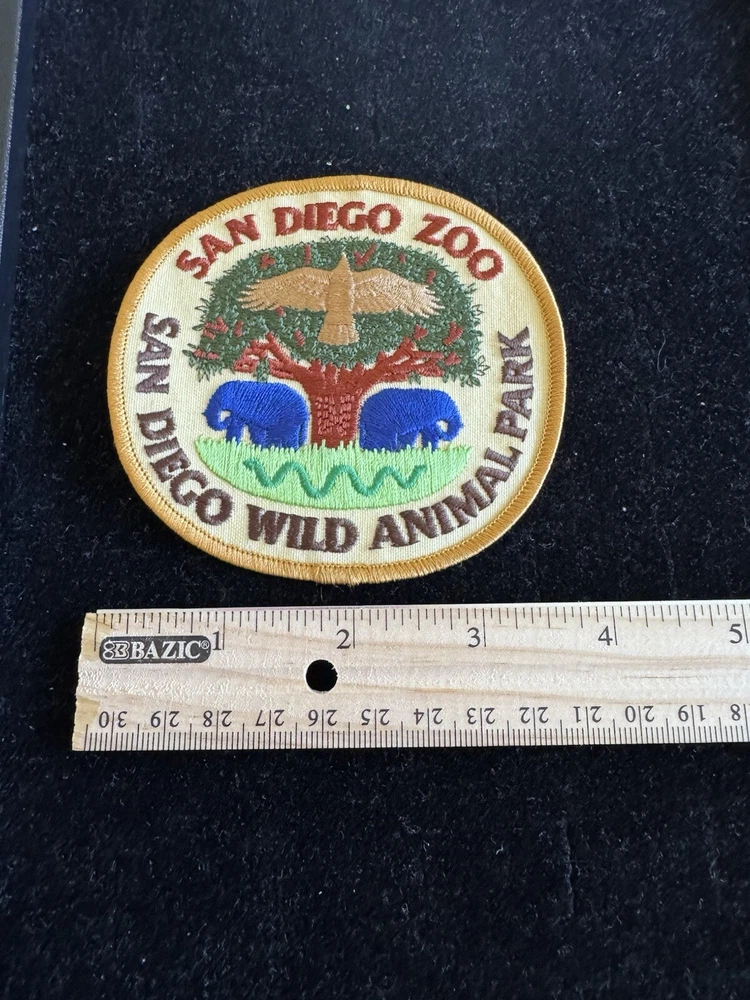 SAN DIEGO ZOO
SAN DIEGO WILD ANIMAL PARK
1 2 3 4 5
BAZIC®
30 29 28 27 26 25 24 23 22 21 20 19 18